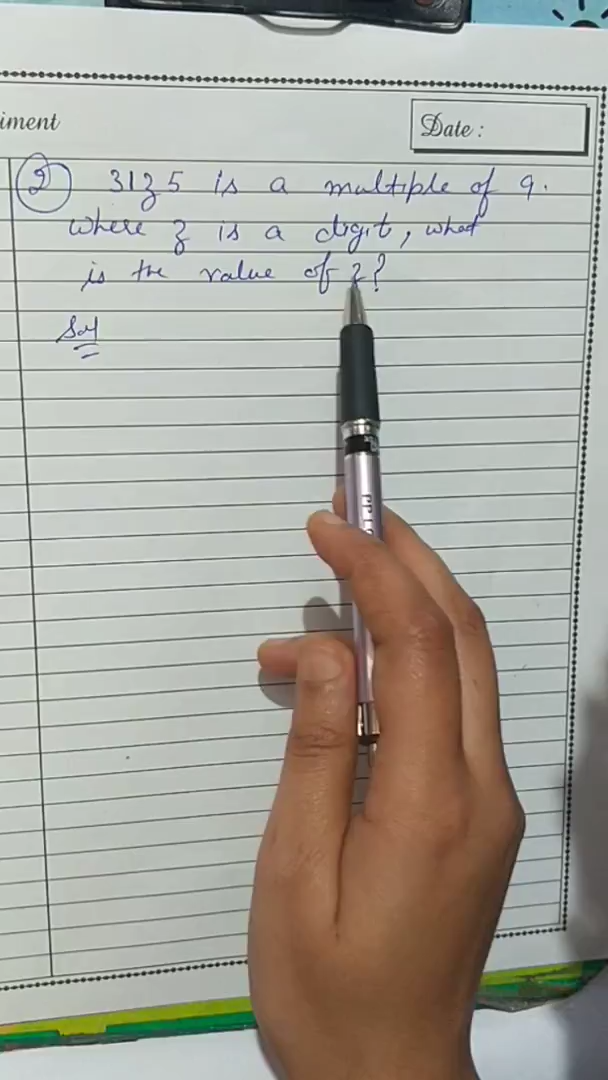 iment
Date :
2 31z5 is a multiple of 9.
where z is a digit, what
is the value of z?
Sol